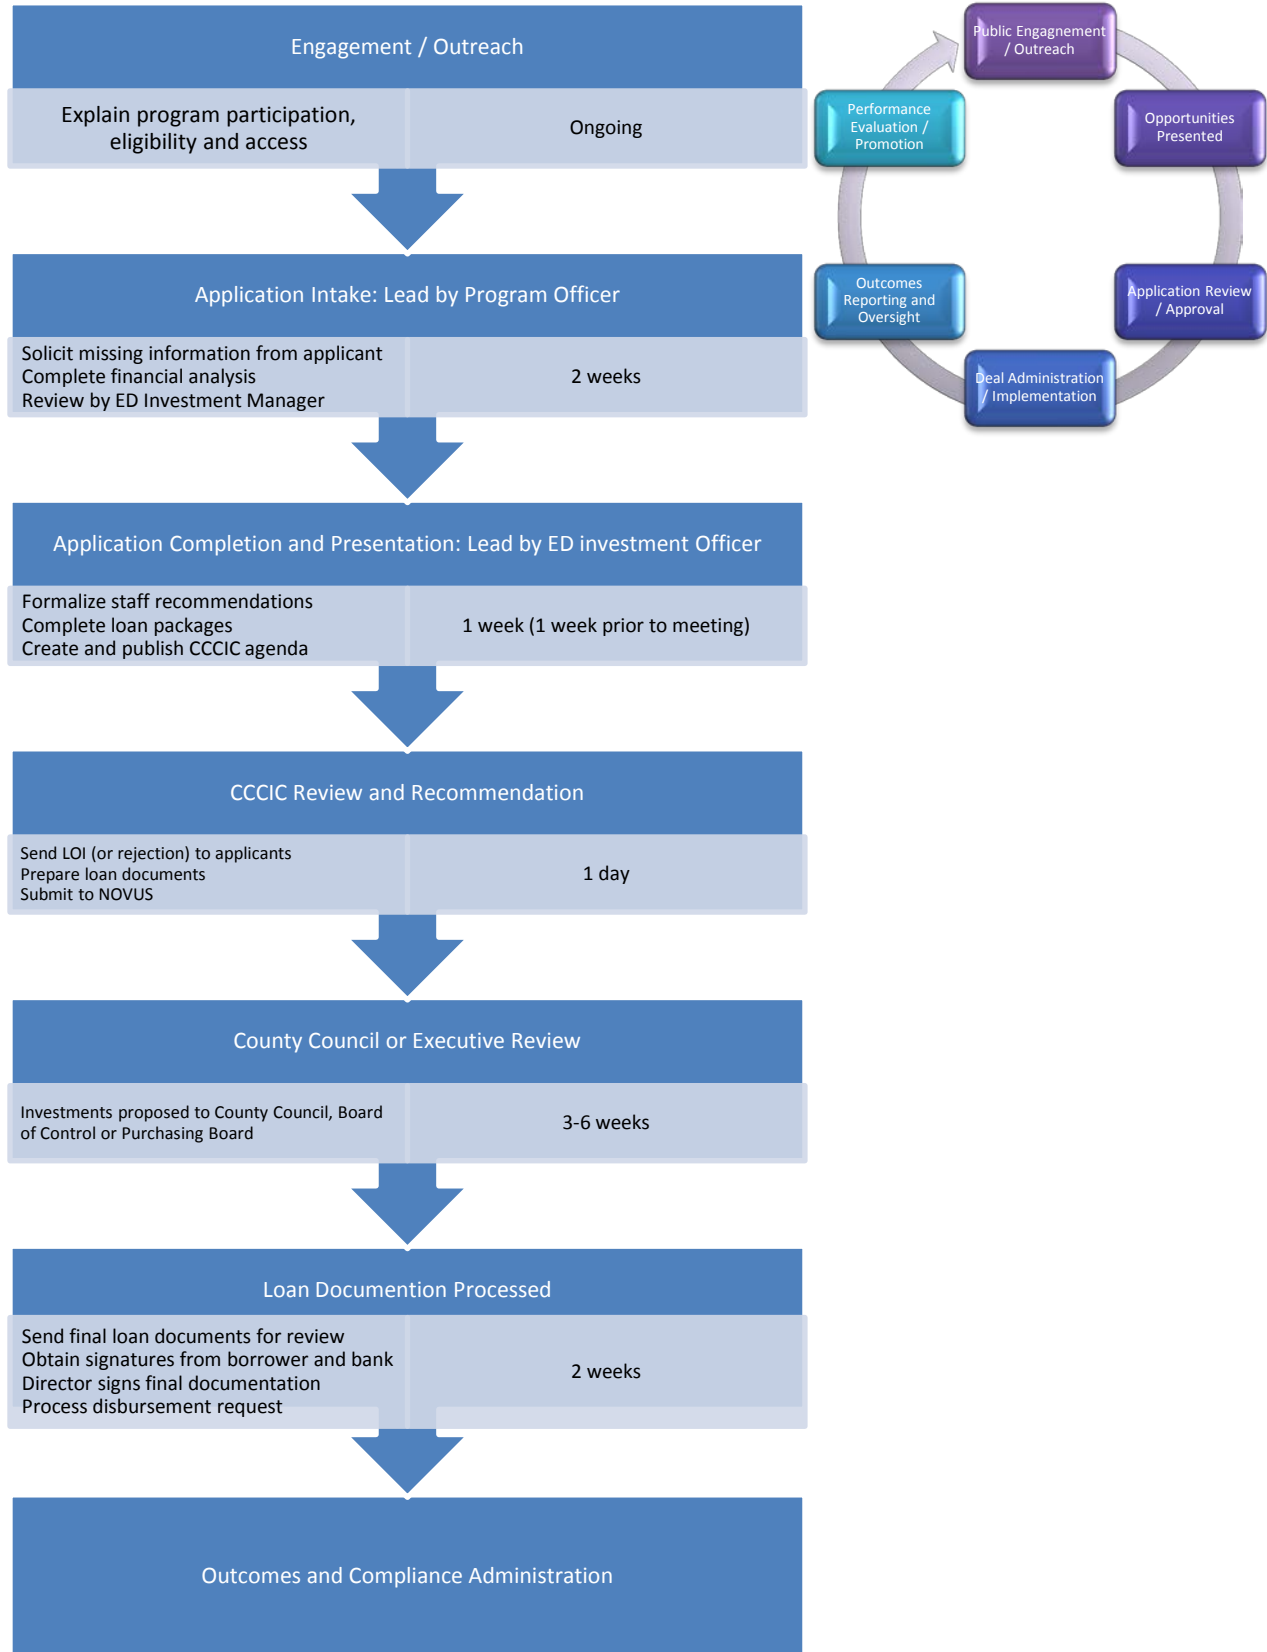 Engagement / Outreach
Explain program participation,
eligibility and access
Ongoing
Application Intake: Lead by Program Officer
Solicit missing information from applicant
Complete financial analysis
Review by ED Investment Manager
2 weeks
Application Completion and Presentation: Lead by ED investment Officer
Formalize staff recommendations
Complete loan packages
Create and publish CCCIC agenda
1 week (1 week prior to meeting)
CCCIC Review and Recommendation
Send LOI (or rejection) to applicants
Prepare loan documents
Submit to NOVUS
1 day
County Council or Executive Review
Investments proposed to County Council, Board
of Control or Purchasing Board
3-6 weeks
Loan Documention Processed
Send final loan documents for review
Obtain signatures from borrower and bank
Director signs final documentation
Process disbursement request
2 weeks
Outcomes and Compliance Administration
Public Engagnement
/ Outreach
Opportunities
Presented
Application Review
/ Approval
Deal Administration
/ Implementation
Outcomes
Reporting and
Oversight
Performance
Evaluation /
Promotion